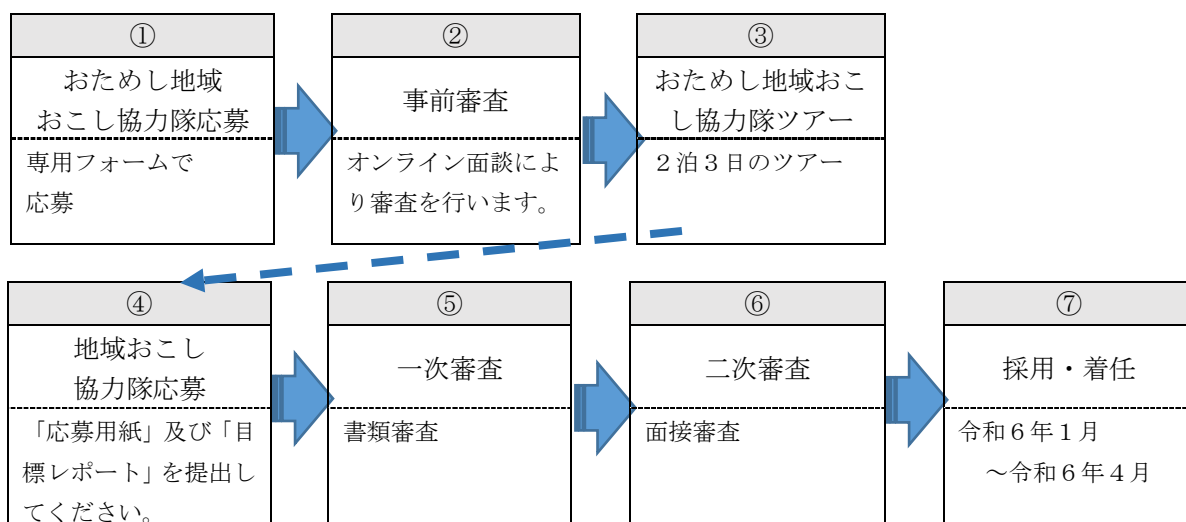 ①
おためし地域
おこし協力隊応募
専用フォームで
応募
②
事前審査
オンライン面談によ
り審査を行います。
③
おためし地域おこ
し協力隊ツアー
２泊３日のツアー
④
地域おこし
協力隊応募
「応募用紙」及び「目
標レポート」を提出し
てください。
⑤
一次審査
書類審査
⑥
二次審査
面接審査
⑦
採用・着任
令和６年１月
～令和６年４月